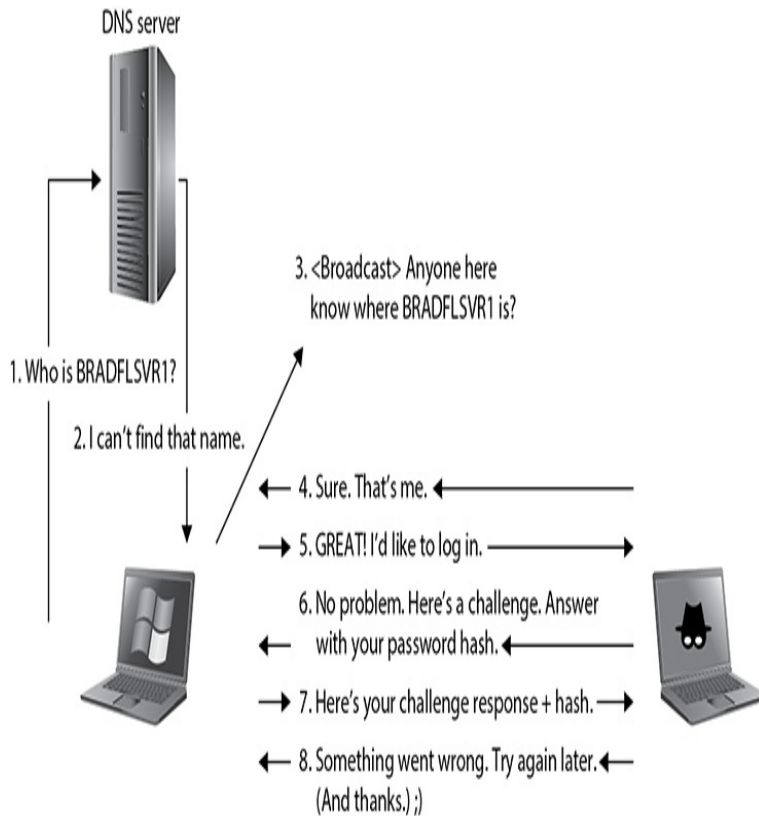 DNS server
3. <Broadcast> Anyone here
know where BRADFLSVR1 is?
1. Who is BRADFLSVR1?
2. I can't find that name.
4. Sure. That's me.
5. GREAT! I'd like to log in.
6. No problem. Here's a challenge. Answer
with your password hash.
7. Here's your challenge response + hash.
8. Something went wrong. Try again later.
(And thanks.) ;)